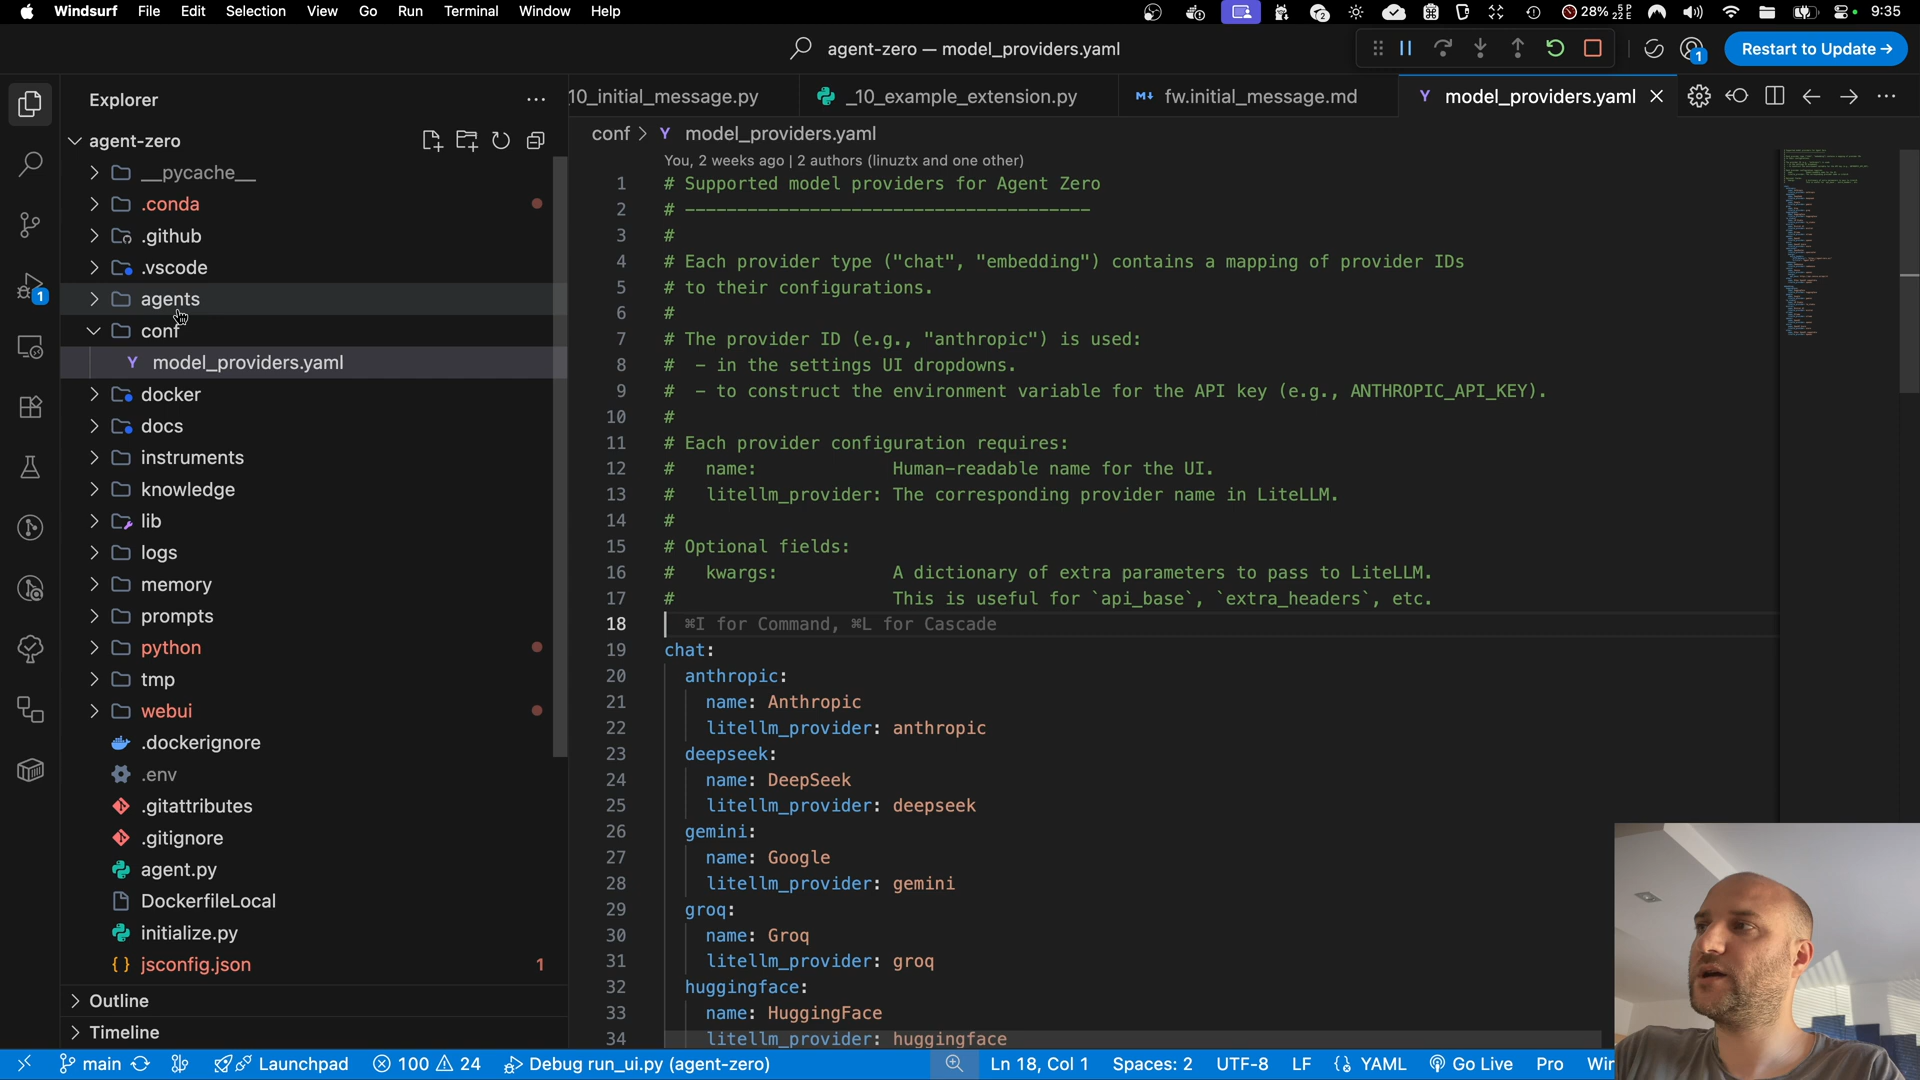 Windsurf File Edit Selection View Go Run Terminal Window Help
2 28% 5 P 22 E 9:35
agent-zero — model_providers.yaml
1 Restart to Update →
Explorer
10_initial_message.py _10_example_extension.py fw.initial_message.md model_providers.yaml
conf > Y model_providers.yaml
agent-zero
__pycache__
.conda
.github
.vscode
agents
conf
model_providers.yaml
docker
docs
instruments
knowledge
lib
logs
memory
prompts
python
tmp
webui
.dockerignore
.env
.gitattributes
.gitignore
agent.py
DockerfileLocal
initialize.py
jsconfig.json 1
Outline
Timeline
1
You, 2 weeks ago | 2 authors (linuztx and one other)
1 # Supported model providers for Agent Zero
2 # ---------------------------------------
3 #
4 # Each provider type ("chat", "embedding") contains a mapping of provider IDs
5 # to their configurations.
6 #
7 # The provider ID (e.g., "anthropic") is used:
8 #  - in the settings UI dropdowns.
9 #  - to construct the environment variable for the API key (e.g., ANTHROPIC_API_KEY).
10 #
11 # Each provider configuration requires:
12 #   name:             Human-readable name for the UI.
13 #   litellm_provider: The corresponding provider name in LiteLLM.
14 #
15 # Optional fields:
16 #   kwargs:           A dictionary of extra parameters to pass to LiteLLM.
17 #                     This is useful for `api_base`, `extra_headers`, etc.
18 ⌘I for Command, ⌘L for Cascade
19 chat:
20   anthropic:
21     name: Anthropic
22     litellm_provider: anthropic
23   deepseek:
24     name: DeepSeek
25     litellm_provider: deepseek
26   gemini:
27     name: Google
28     litellm_provider: gemini
29   groq:
30     name: Groq
31     litellm_provider: groq
32   huggingface:
33     name: HuggingFace
34     litellm_provider: huggingface
main Launchpad 100 24 Debug run_ui.py (agent-zero) Ln 18, Col 1 Spaces: 2 UTF-8 LF YAML Go Live Pro